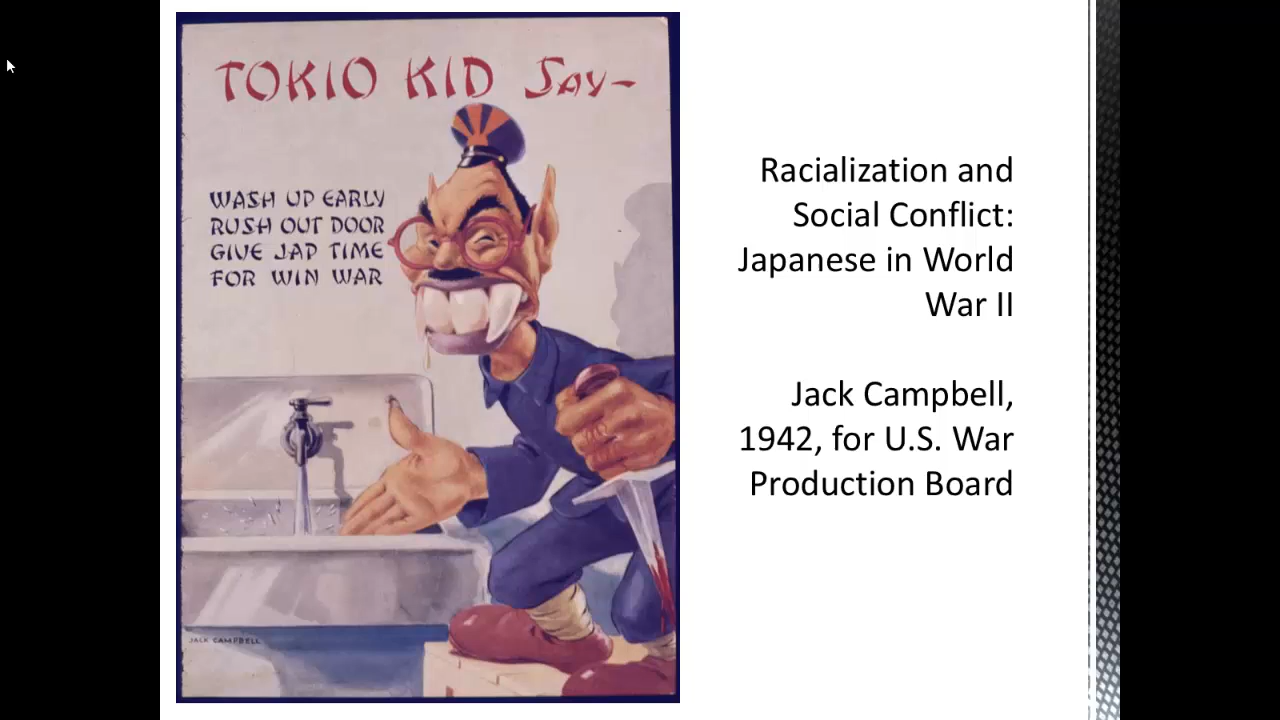 TOKIO KID SAY-
WASH UP EARLY
RUSH OUT DOOR
GIVE JAP TIME
FOR WIN WAR
JACK CAMPBELL
Racialization and
Social Conflict:
Japanese in World
War II
Jack Campbell,
1942, for U.S. War
Production Board